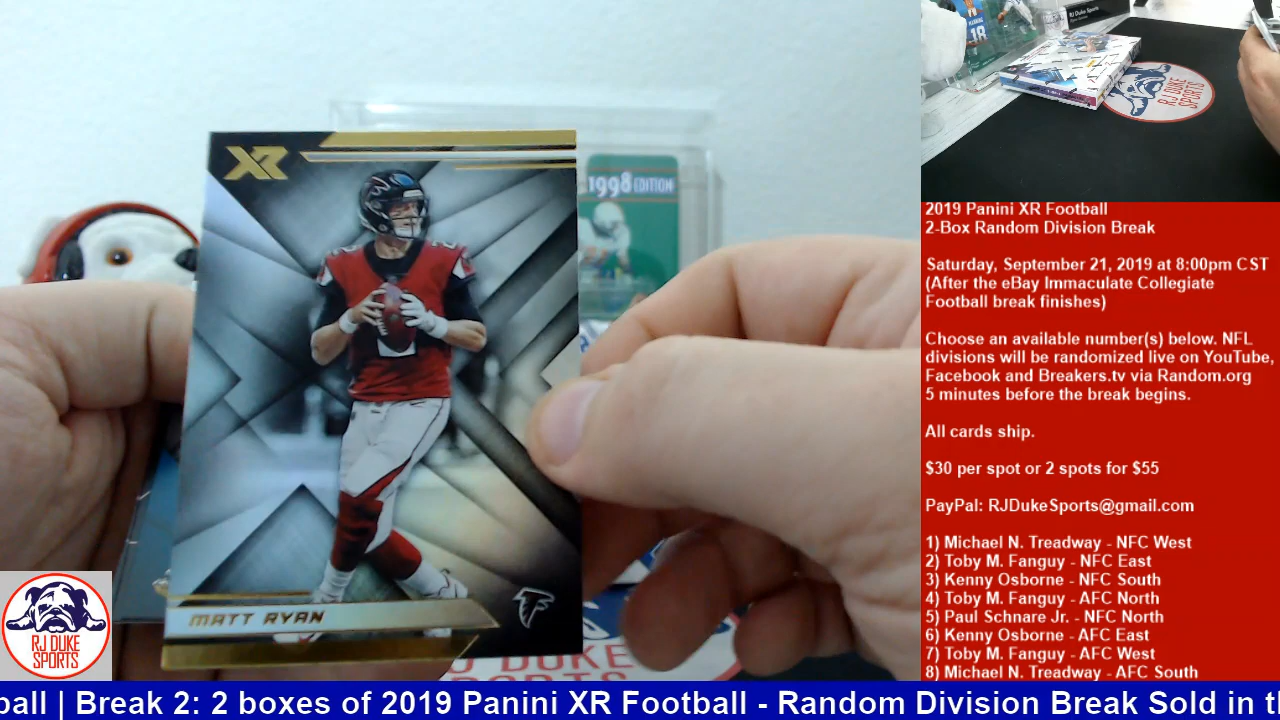 XR
1998 EDITION
MATT RYAN
RJ DUKE
SPORTS
RJ DUKE
SPORTS
18
RJ Duke Sports
RJ DUKE
SPORTS
2019 Panini XR Football
2-Box Random Division Break
Saturday, September 21, 2019 at 8:00pm CST
(After the eBay Immaculate Collegiate
Football break finishes)
Choose an available number(s) below. NFL
divisions will be randomized live on YouTube,
Facebook and Breakers.tv via Random.org
5 minutes before the break begins.
All cards ship.
$30 per spot or 2 spots for $55
PayPal: RJDukeSports@gmail.com
1) Michael N. Treadway - NFC West
2) Toby M. Fanguy - NFC East
3) Kenny Osborne - NFC South
4) Toby M. Fanguy - AFC North
5) Paul Schnare Jr. - NFC North
6) Kenny Osborne - AFC East
7) Toby M. Fanguy - AFC West
8) Michael N. Treadway - AFC South
ball | Break 2: 2 boxes of 2019 Panini XR Football - Random Division Break Sold in t